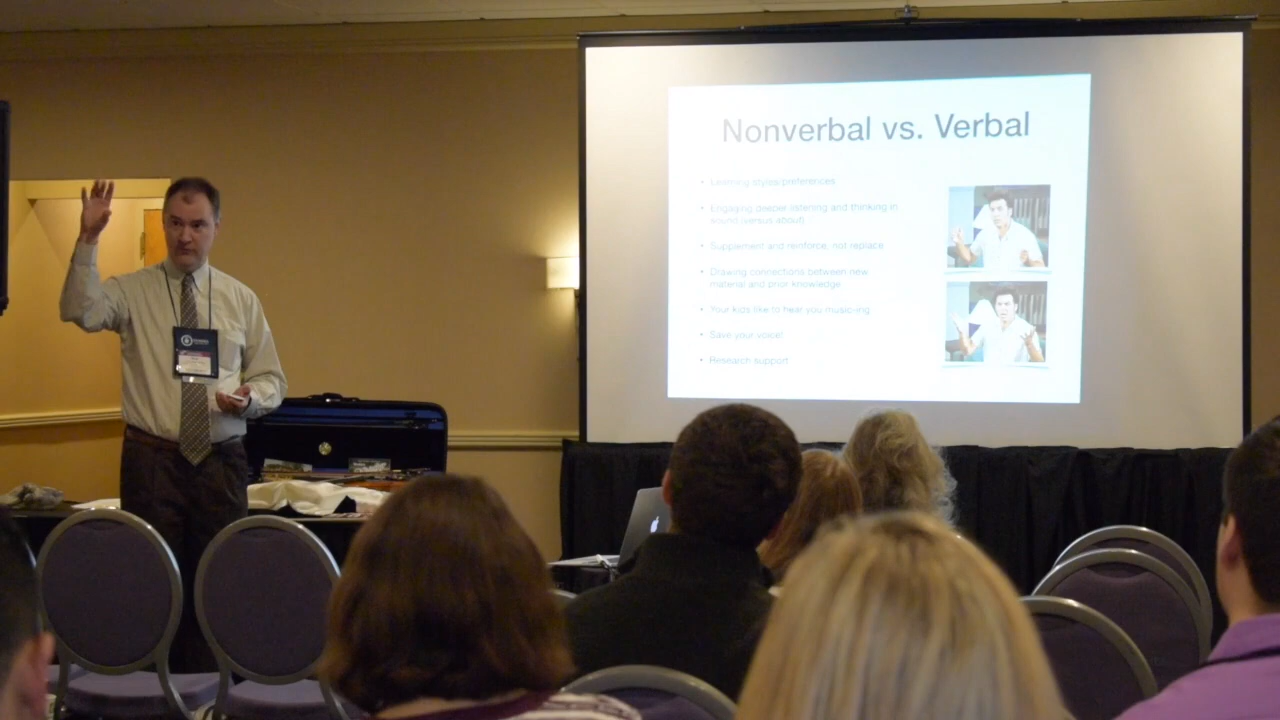 Nonverbal vs. Verbal
• Learning styles/preferences
• Engaging deeper listening and thinking in
sound (versus about)
• Supplement and reinforce, not replace
• Drawing connections between new
material and prior knowledge
• Your kids like to hear you music-ing
• Save your voice!
• Research support